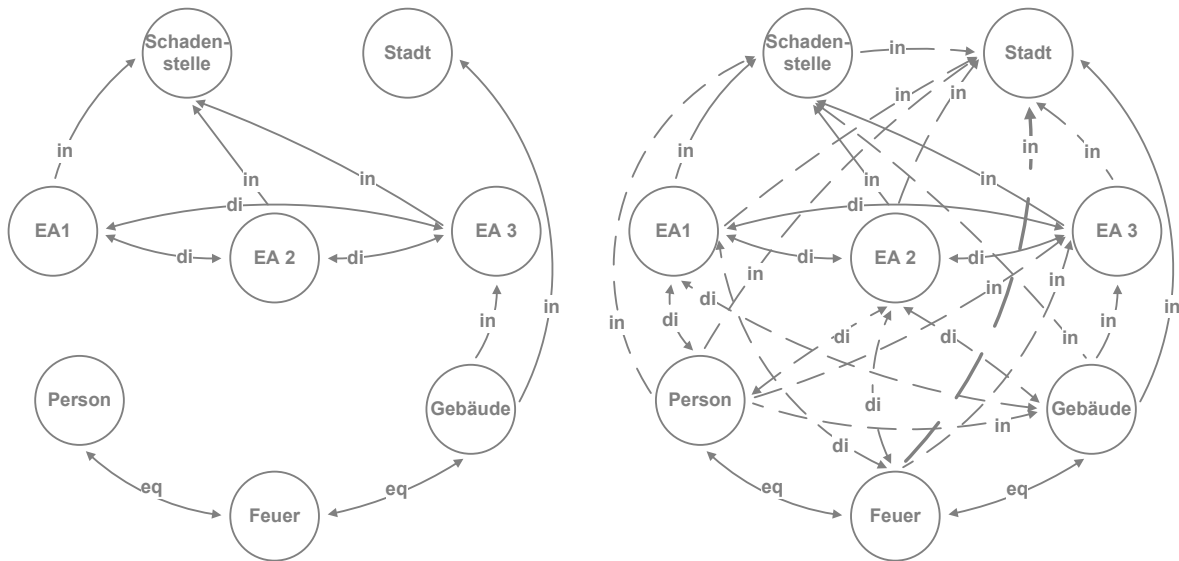 Schaden-
stelle
Stadt
in
in
in
di
EA1
EA 2
EA 3
di
di
in
in
Person
Gebäude
eq
eq
Feuer
Schaden-
stelle
in
Stadt
in
in
in
in
in
in
in
di
EA1
EA 2
EA 3
di
di
in
di
in
di
in
di
in
in
in
in
Person
di
Gebäude
in
di
eq
eq
Feuer